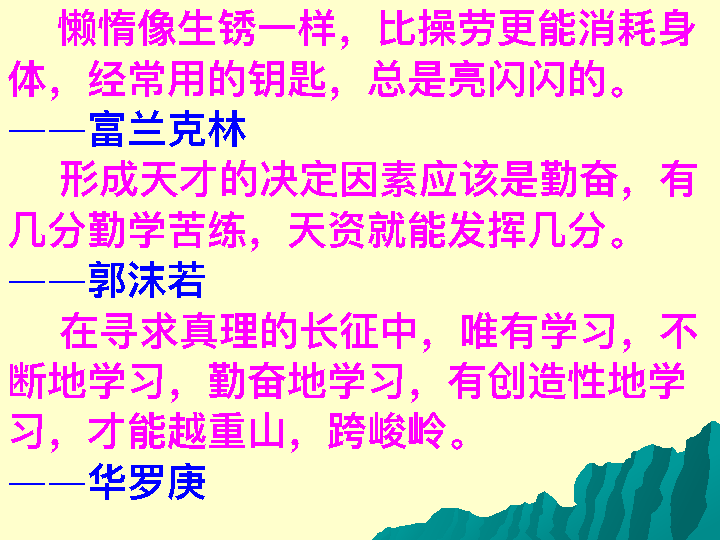 懒惰像生锈一样，比操劳更能消耗身
体，经常用的钥匙，总是亮闪闪的。
——富兰克林
形成天才的决定因素应该是勤奋，有
几分勤学苦练，天资就能发挥几分。
——郭沫若
在寻求真理的长征中，唯有学习，不
断地学习，勤奋地学习，有创造性地学
习，才能越重山，跨峻岭。
——华罗庚